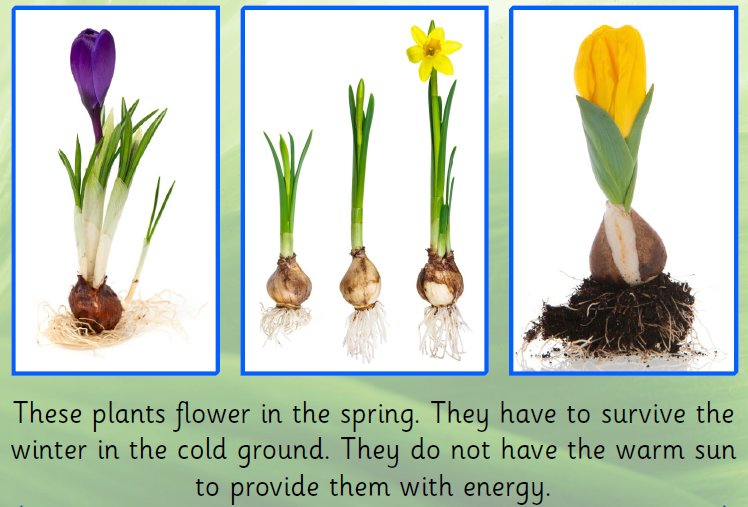 These plants flower in the spring. They have to survive the
winter in the cold ground. They do not have the warm sun
to provide them with energy.